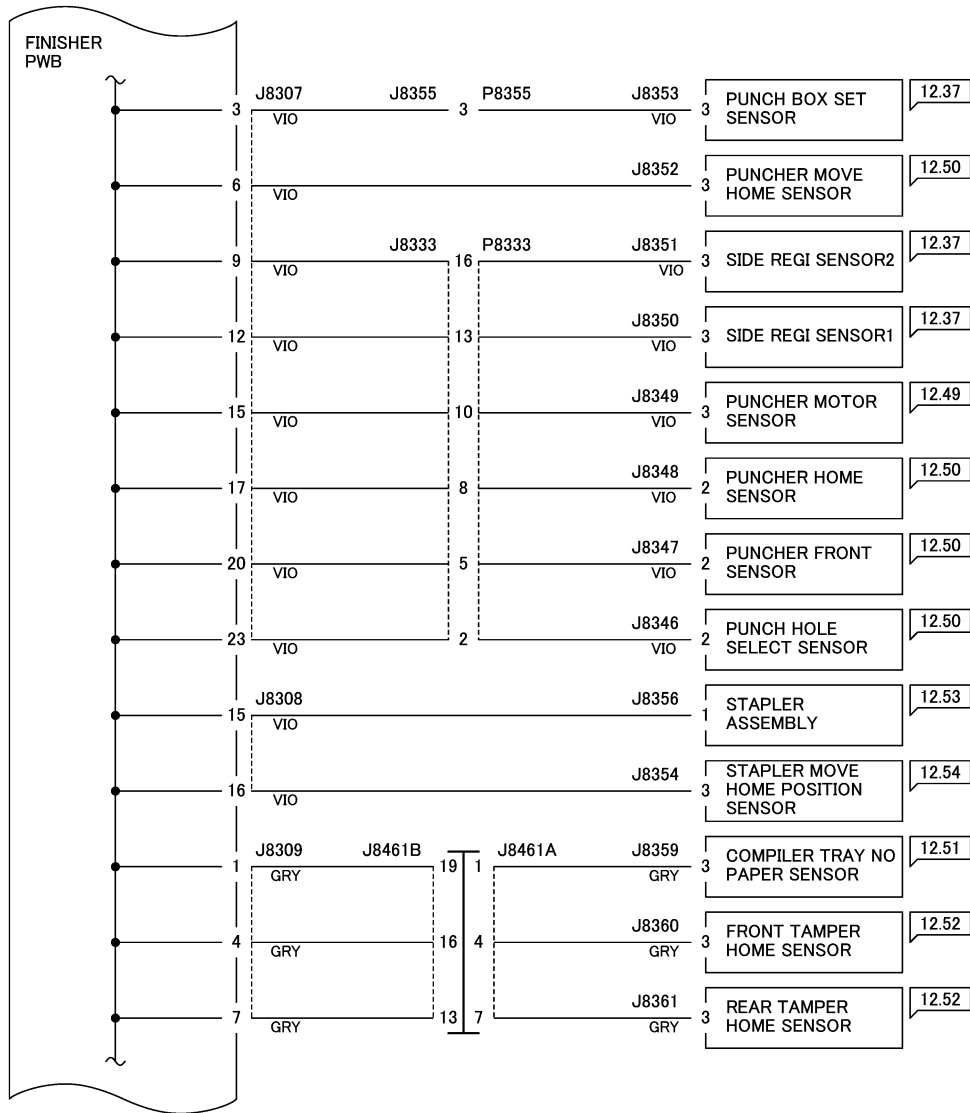 FINISHER
PWB
3 J8307 VIO J8355 3 P8355 J8353 VIO 3 PUNCH BOX SET SENSOR 12.37
6 VIO J8352 3 PUNCHER MOVE HOME SENSOR 12.50
9 VIO J8333 16 P8333 J8351 VIO 3 SIDE REGI SENSOR2 12.37
12 VIO 13 J8350 VIO 3 SIDE REGI SENSOR1 12.37
15 VIO 10 J8349 VIO 3 PUNCHER MOTOR SENSOR 12.49
17 VIO 8 J8348 VIO 2 PUNCHER HOME SENSOR 12.50
20 VIO 5 J8347 VIO 2 PUNCHER FRONT SENSOR 12.50
23 VIO 2 J8346 VIO 2 PUNCH HOLE SELECT SENSOR 12.50
15 J8308 VIO J8356 1 STAPLER ASSEMBLY 12.53
16 VIO J8354 3 STAPLER MOVE HOME POSITION SENSOR 12.54
1 J8309 GRY J8461B 19 1 J8461A J8359 GRY 3 COMPILER TRAY NO PAPER SENSOR 12.51
4 GRY 16 4 J8360 GRY 3 FRONT TAMPER HOME SENSOR 12.52
7 GRY 13 7 J8361 GRY 3 REAR TAMPER HOME SENSOR 12.52